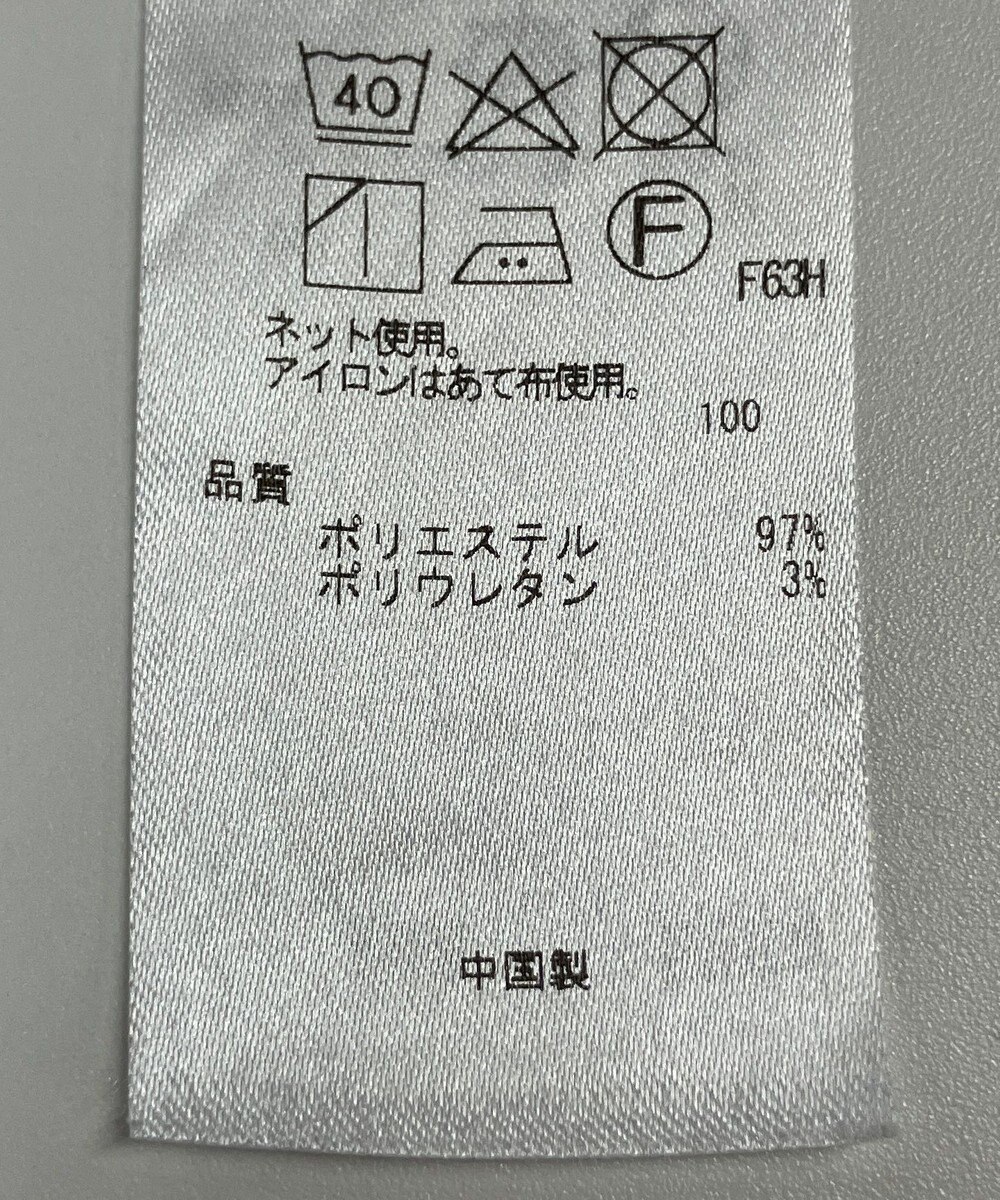 40
F
F63H
ネット使用。
アイロンはあて布使用。
100
品質
ポリエステル 97%
ポリウレタン 3%
中国製